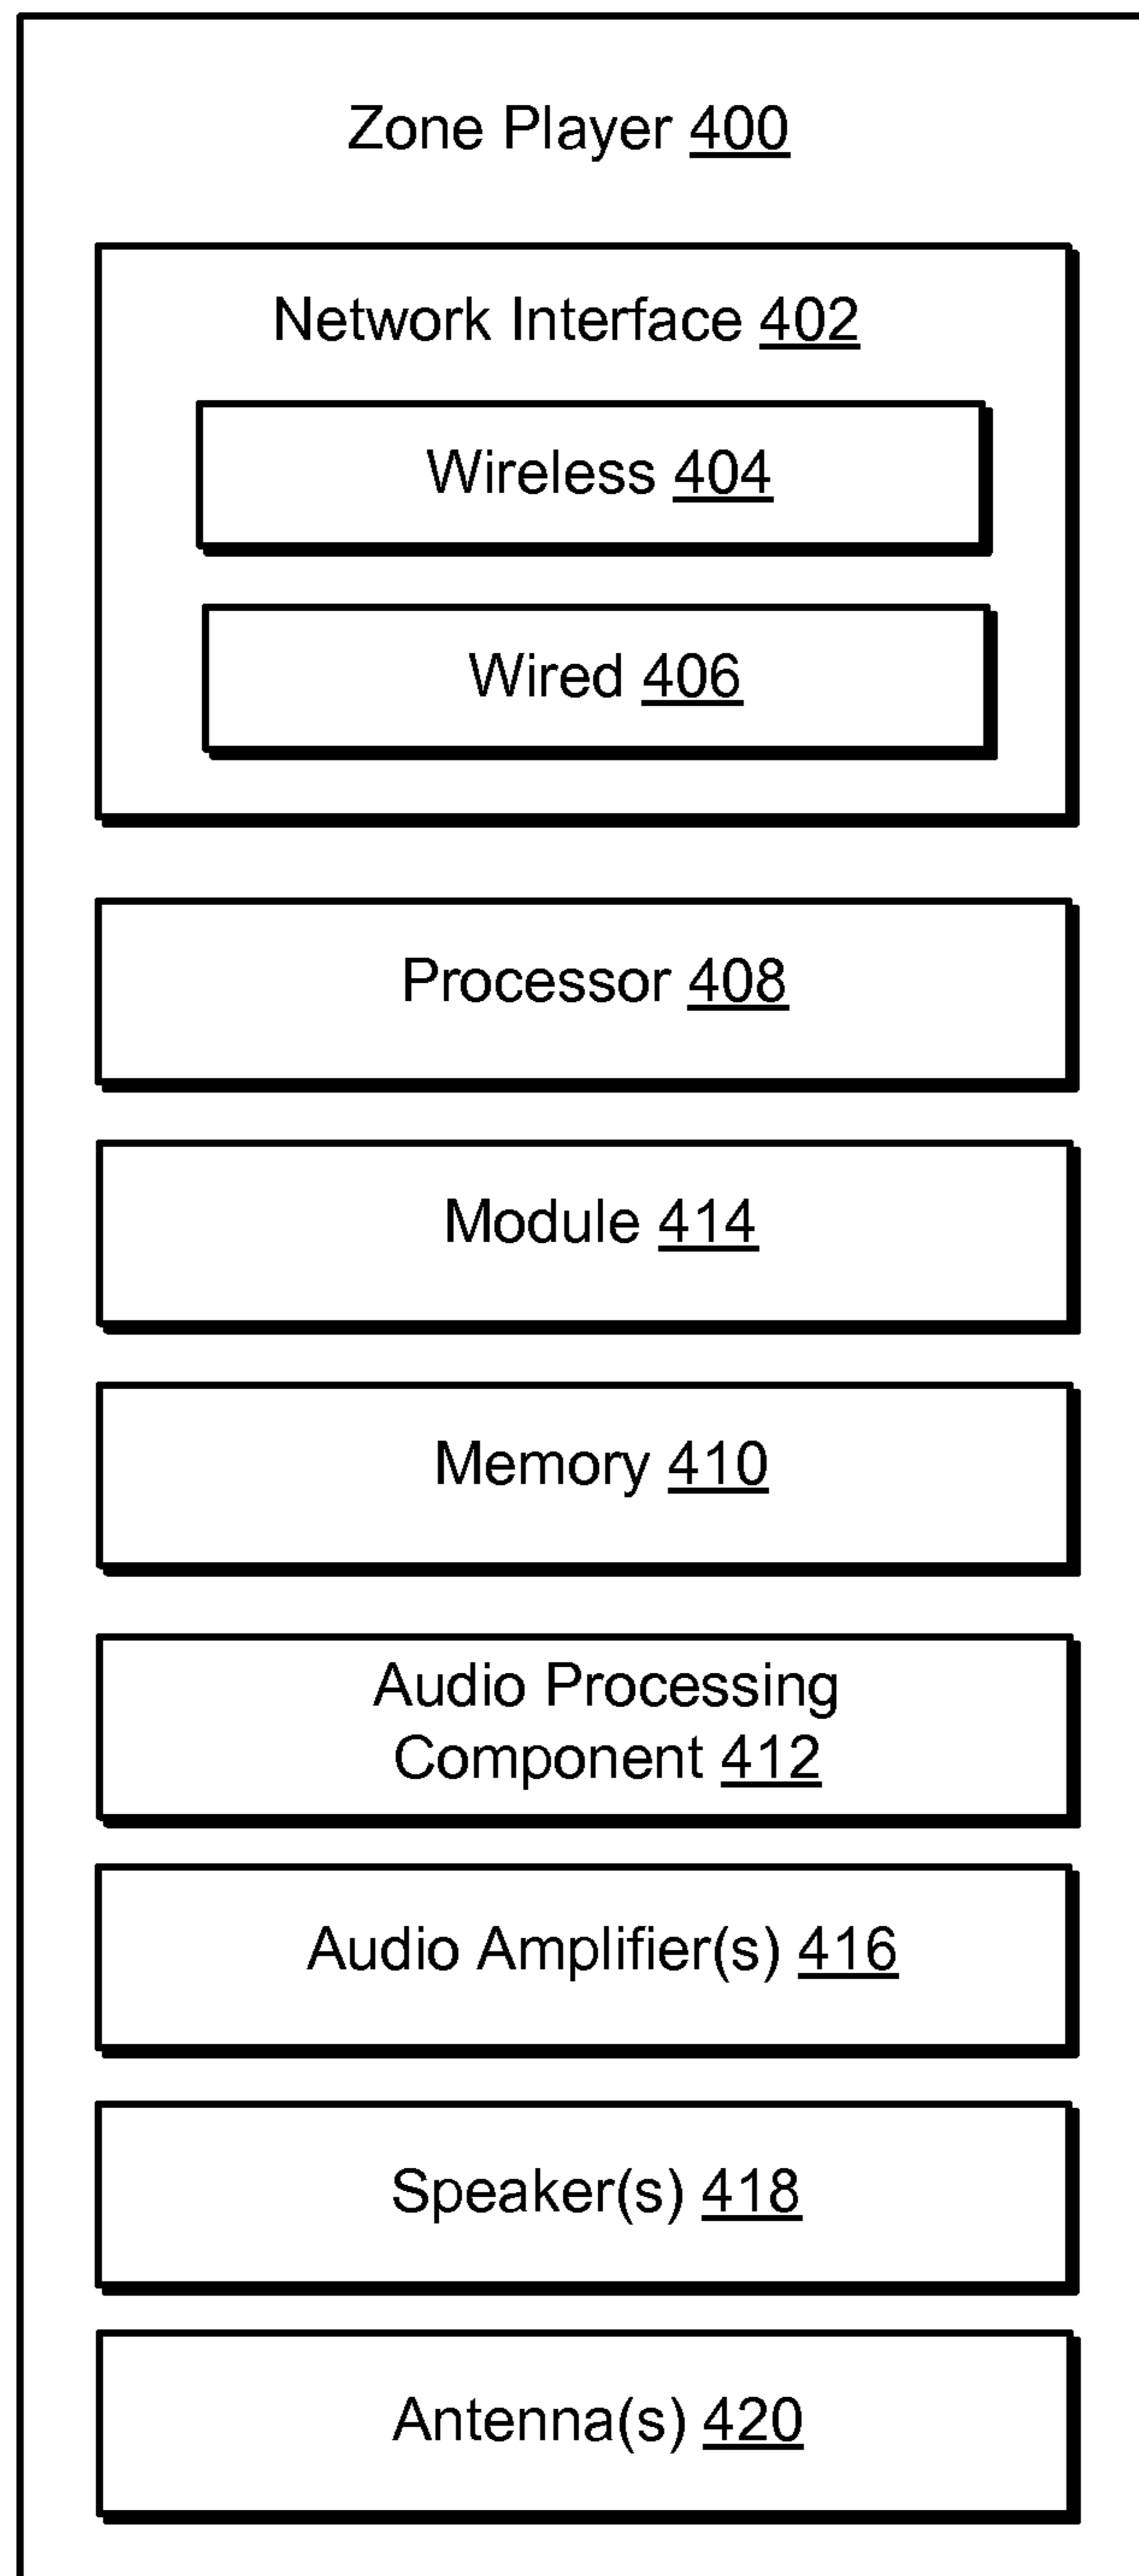 Zone Player 400
Network Interface 402
Wireless 404
Wired 406
Processor 408
Module 414
Memory 410
Audio Processing
Component 412
Audio Amplifier(s) 416
Speaker(s) 418
Antenna(s) 420